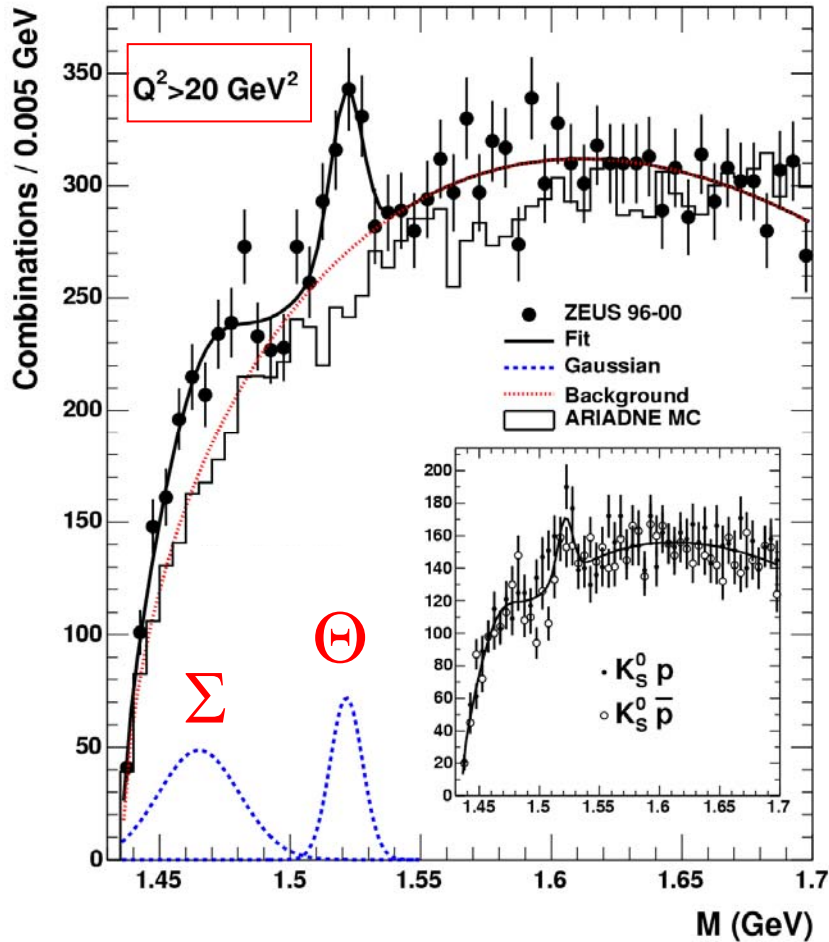 Combinations / 0.005 GeV
350
300
250
200
150
100
50
0
Q²>20 GeV²
ZEUS 96-00
Fit
Gaussian
Background
ARIADNE MC
Σ
Θ
200
180
160
140
120
100
80
60
40
20
0
K⁰_S p
K⁰_S p̅
1.45 1.5 1.55 1.6 1.65 1.7
1.45 1.5 1.55 1.6 1.65 1.7
M (GeV)